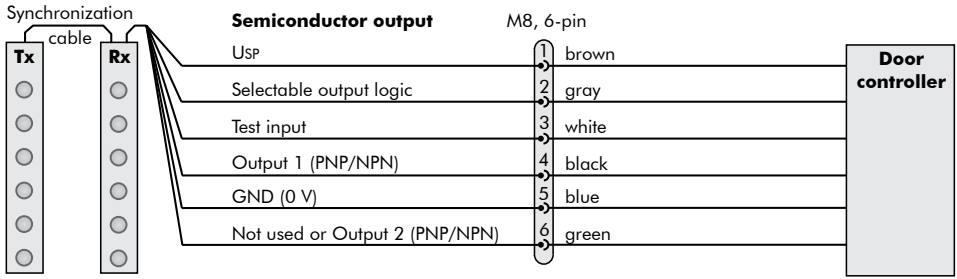 Synchronization
cable
Tx
Rx
Semiconductor output
M8, 6-pin
USP
1
brown
Selectable output logic
2
gray
Test input
3
white
Output 1 (PNP/NPN)
4
black
GND (0 V)
5
blue
Not used or Output 2 (PNP/NPN)
6
green
Door
controller